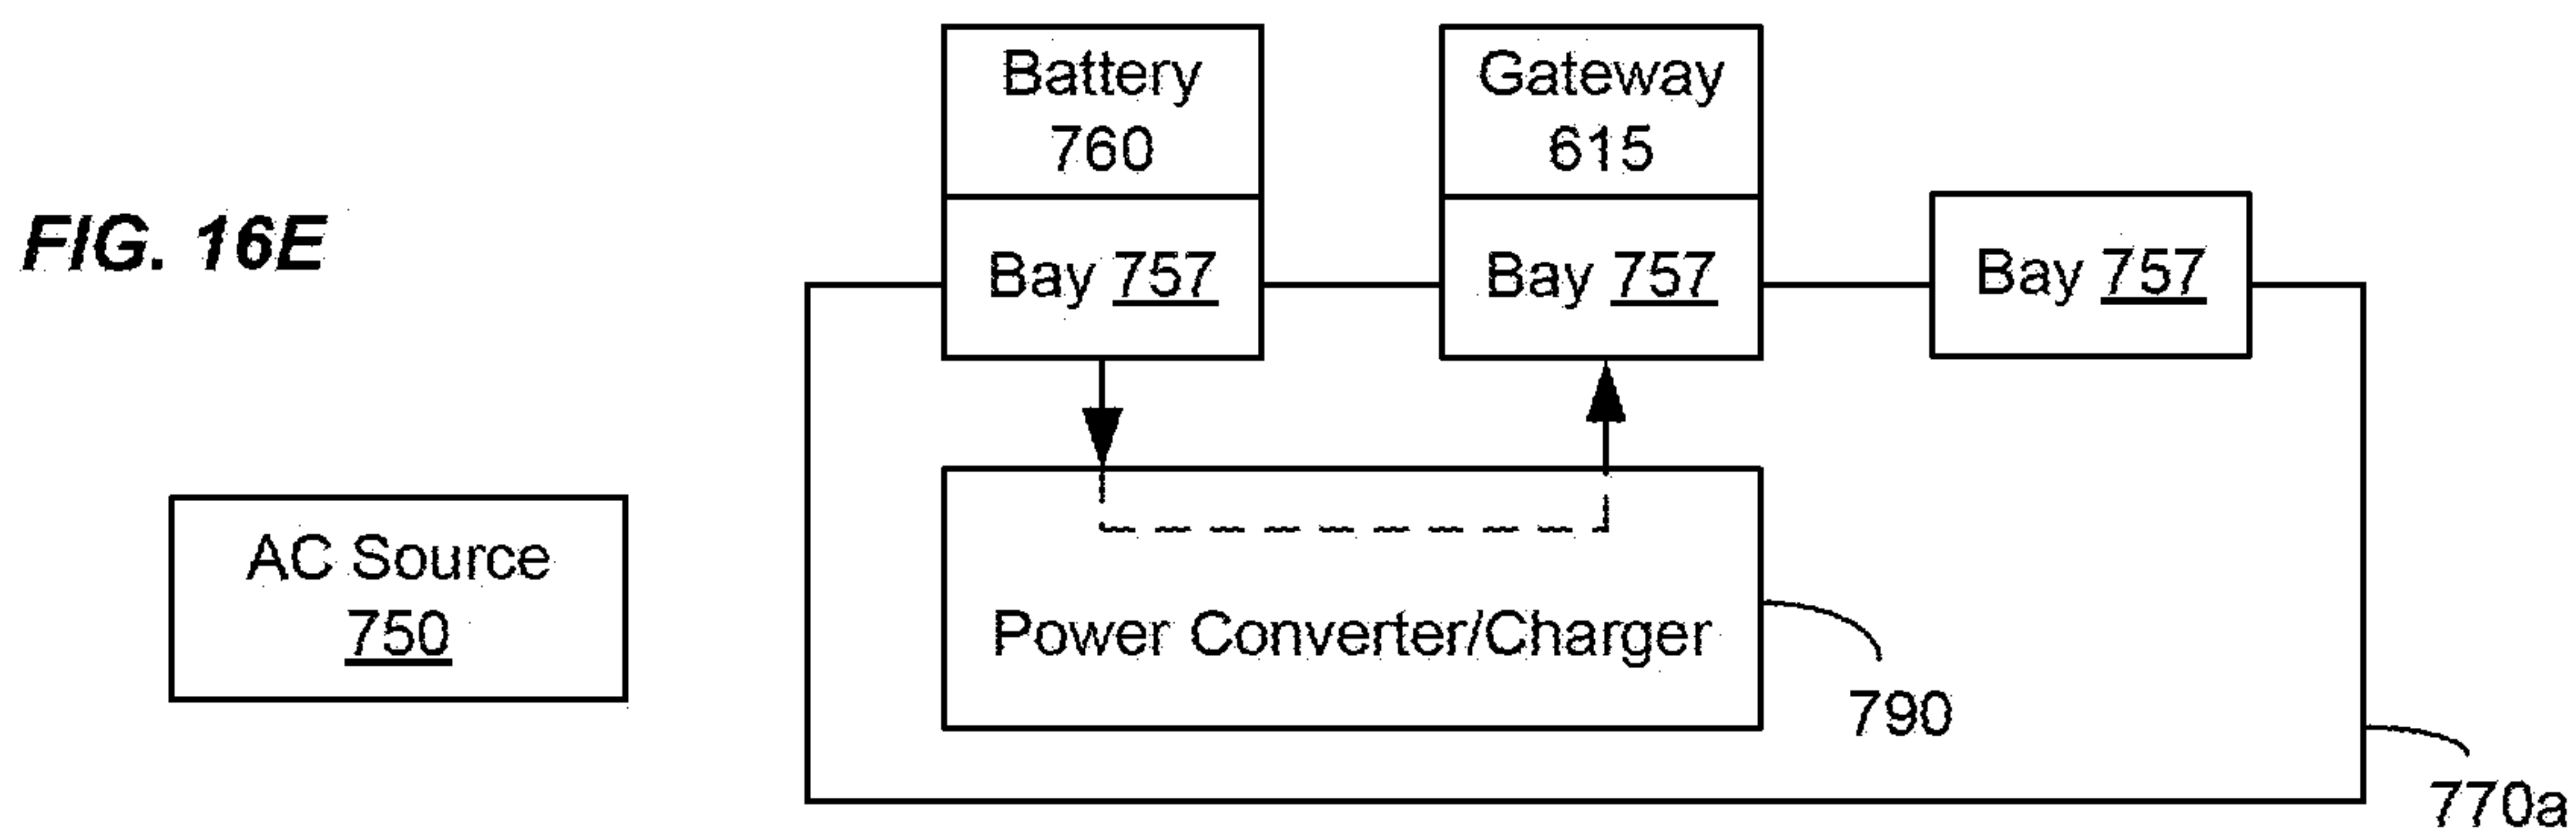 FIG. 16E
Battery
760
Bay 757
Gateway
615
Bay 757
Bay 757
AC Source
750
Power Converter/Charger
790
770a